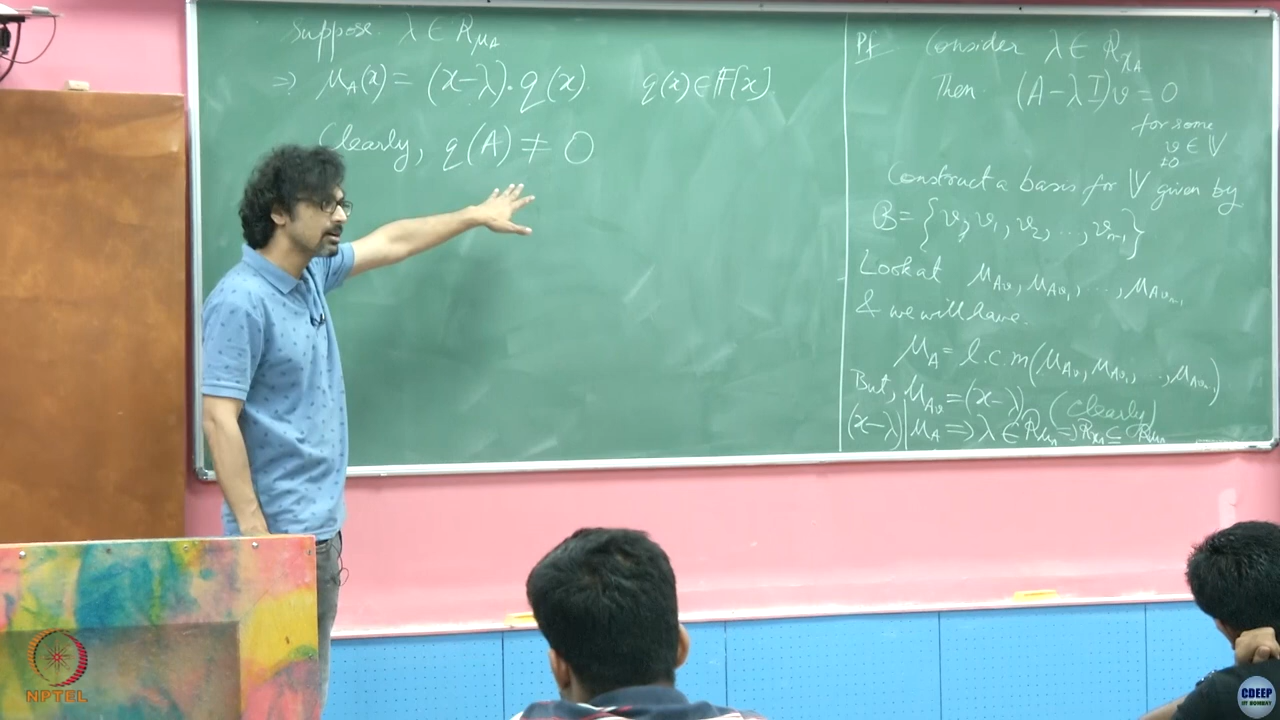 Suppose λ ∈ R_{μ_A}
⇒ μ_A(x) = (x-λ)·q(x) q(x) ∈ 𝔽[x]
Clearly, q(A) ≠ 0
Pf Consider λ ∈ R_{χ_A}
Then (A-λI)v = 0
for some
v ∈ 𝕍
≠0
Construct a basis for 𝕍 given by
B = {v, v_1, v_2, ..., v_{n-1}}
Look at μ_{Av}, μ_{Av_1}, ..., μ_{Av_{n-1}}
& we will have.
μ_A = l.c.m(μ_{Av}, μ_{Av_1}, .., μ_{Av_{n-1}})
But, μ_{Av} = (x-λ) (Clearly)
(x-λ) | μ_A ⇒ λ ∈ R_{μ_A} ⇒ R_{χ_A} ⊆ R_{μ_A}
NPTEL
CDEEP
IIT BOMBAY